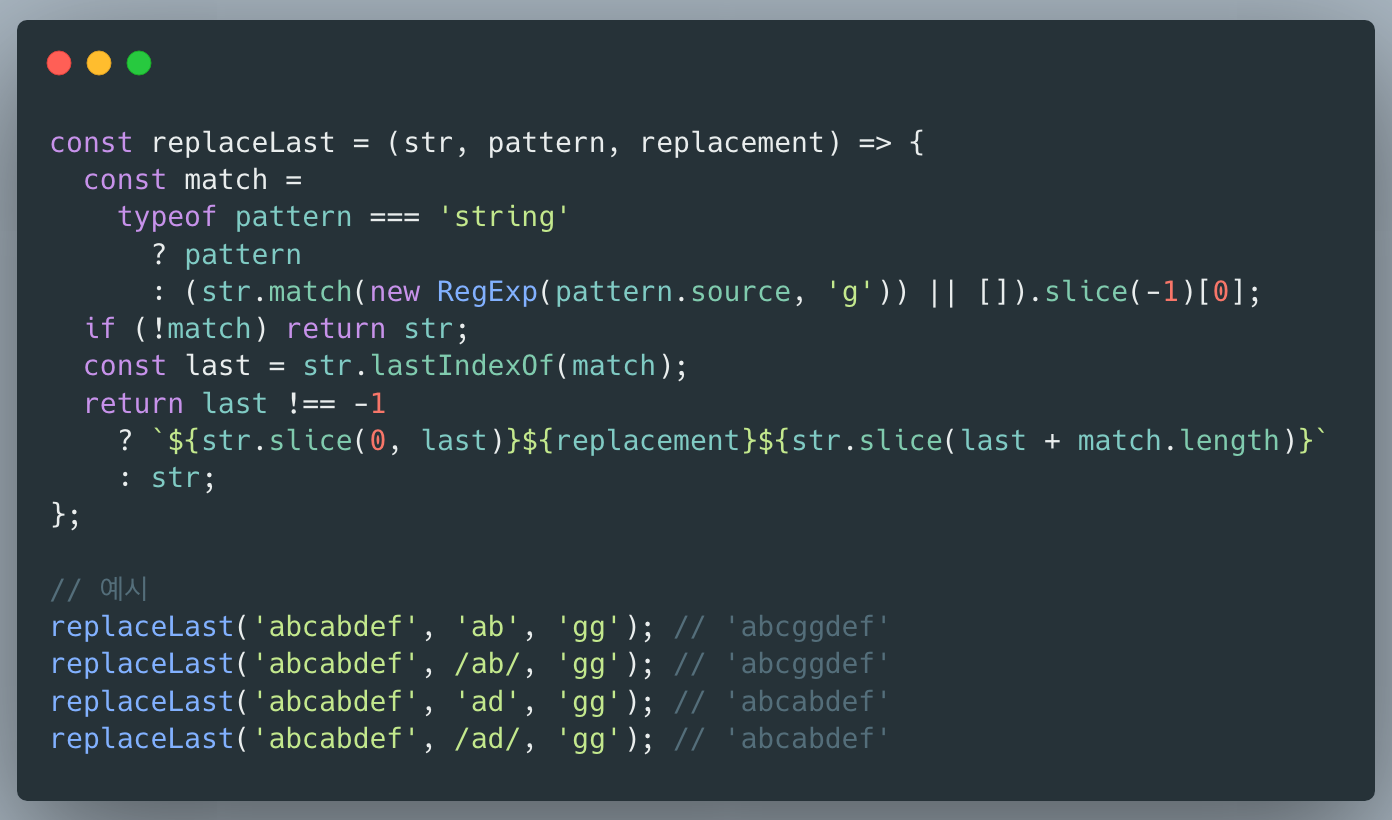 const replaceLast = (str, pattern, replacement) => {
  const match =
    typeof pattern === 'string'
      ? pattern
      : (str.match(new RegExp(pattern.source, 'g')) || []).slice(-1)[0];
  if (!match) return str;
  const last = str.lastIndexOf(match);
  return last !== -1
    ? `${str.slice(0, last)}${replacement}${str.slice(last + match.length)}`
    : str;
};

// 예시
replaceLast('abcabdef', 'ab', 'gg'); // 'abcggdef'
replaceLast('abcabdef', /ab/, 'gg'); // 'abcggdef'
replaceLast('abcabdef', 'ad', 'gg'); // 'abcabdef'
replaceLast('abcabdef', /ad/, 'gg'); // 'abcabdef'